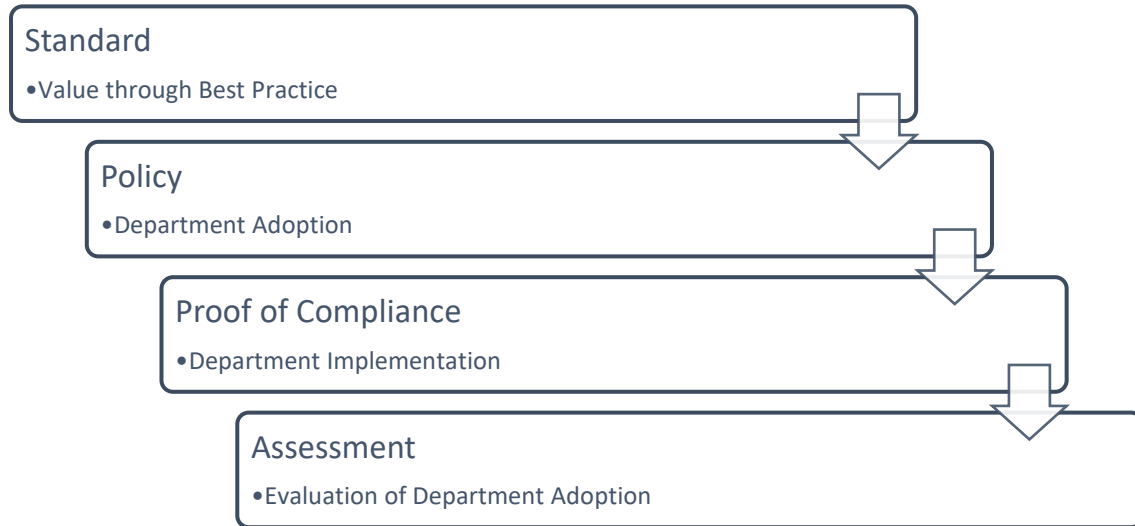 Standard
•Value through Best Practice
Policy
•Department Adoption
Proof of Compliance
•Department Implementation
Assessment
•Evaluation of Department Adoption